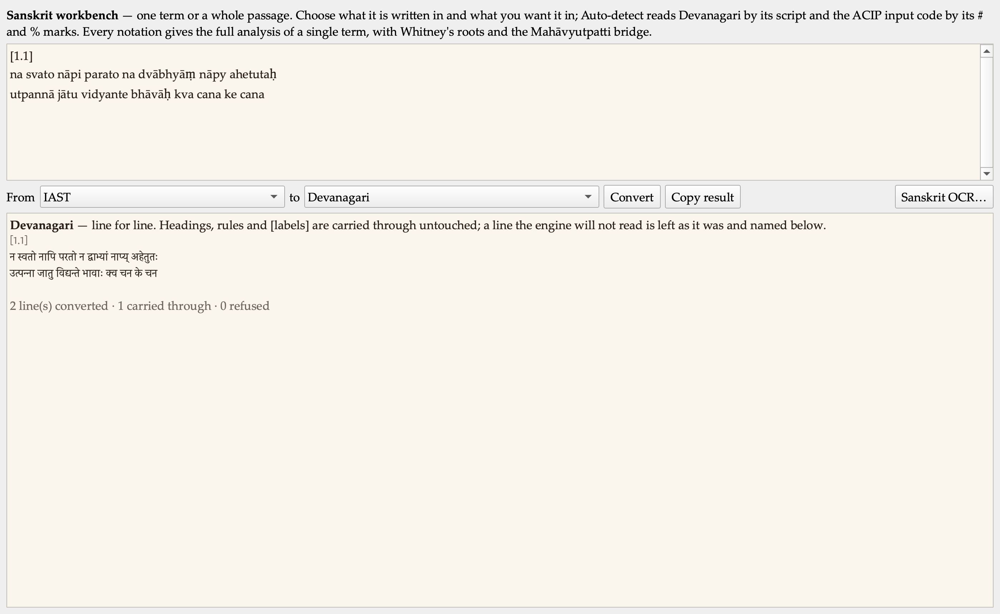 Sanskrit workbench — one term or a whole passage. Choose what it is written in and what you want it in; Auto-detect reads Devanagari by its script and the ACIP input code by its #
and % marks. Every notation gives the full analysis of a single term, with Whitney's roots and the Mahāvyutpatti bridge.
[1.1]
na svato nāpi parato na dvābhyāṃ nāpy ahetutaḥ
utpannā jātu vidyante bhāvāḥ kva cana ke cana
From IAST to Devanagari Convert Copy result Sanskrit OCR...
Devanagari — line for line. Headings, rules and [labels] are carried through untouched; a line the engine will not read is left as it was and named below.
[1.1]
न स्वतो नापि परतो न द्वाभ्यां नाप्य् अहेतुतः
उत्पन्ना जातु विद्यन्ते भावाः क्व चन के चन
2 line(s) converted · 1 carried through · 0 refused